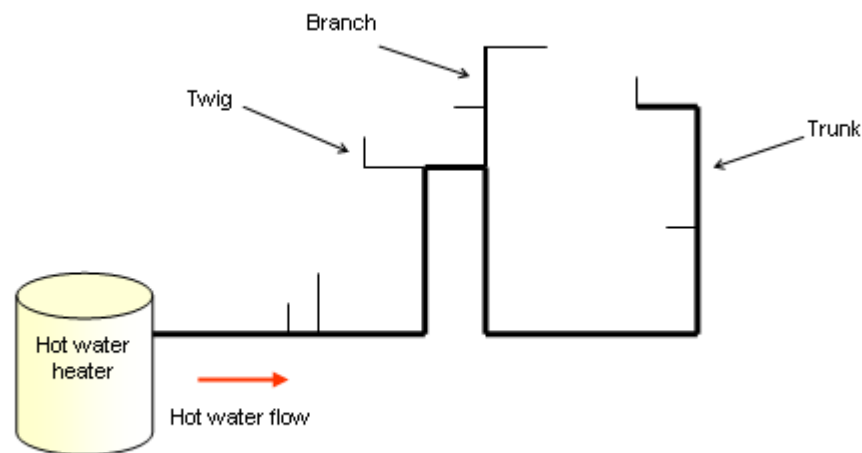 Branch
Twig
Trunk
Hot water
heater
Hot water flow